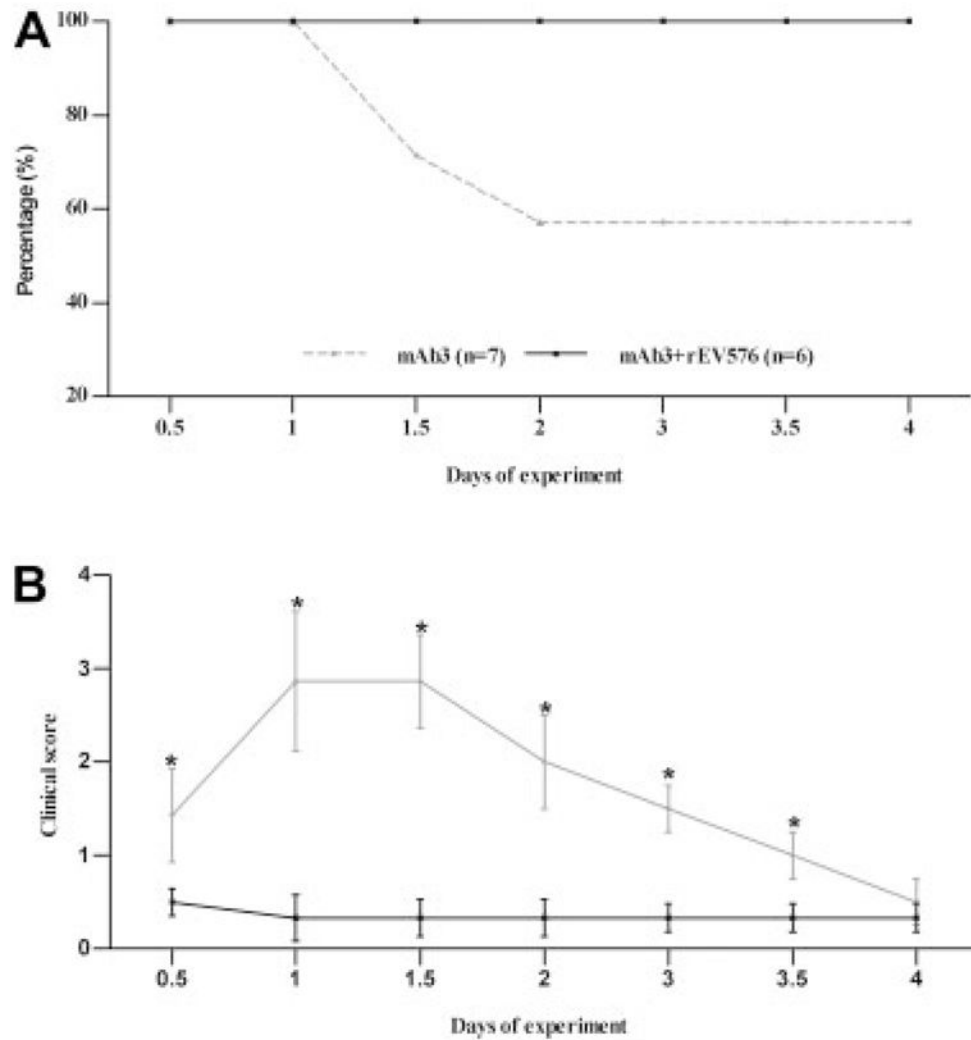 A
Percentage (%)
100
80
60
40
20
mAb3 (n=7) mAb3+rEV576 (n=6)
0.5 1 1.5 2 3 3.5 4
Days of experiment
B
Clinical score
4
3
2
1
0
* * * * * *
0.5 1 1.5 2 3 3.5 4
Days of experiment